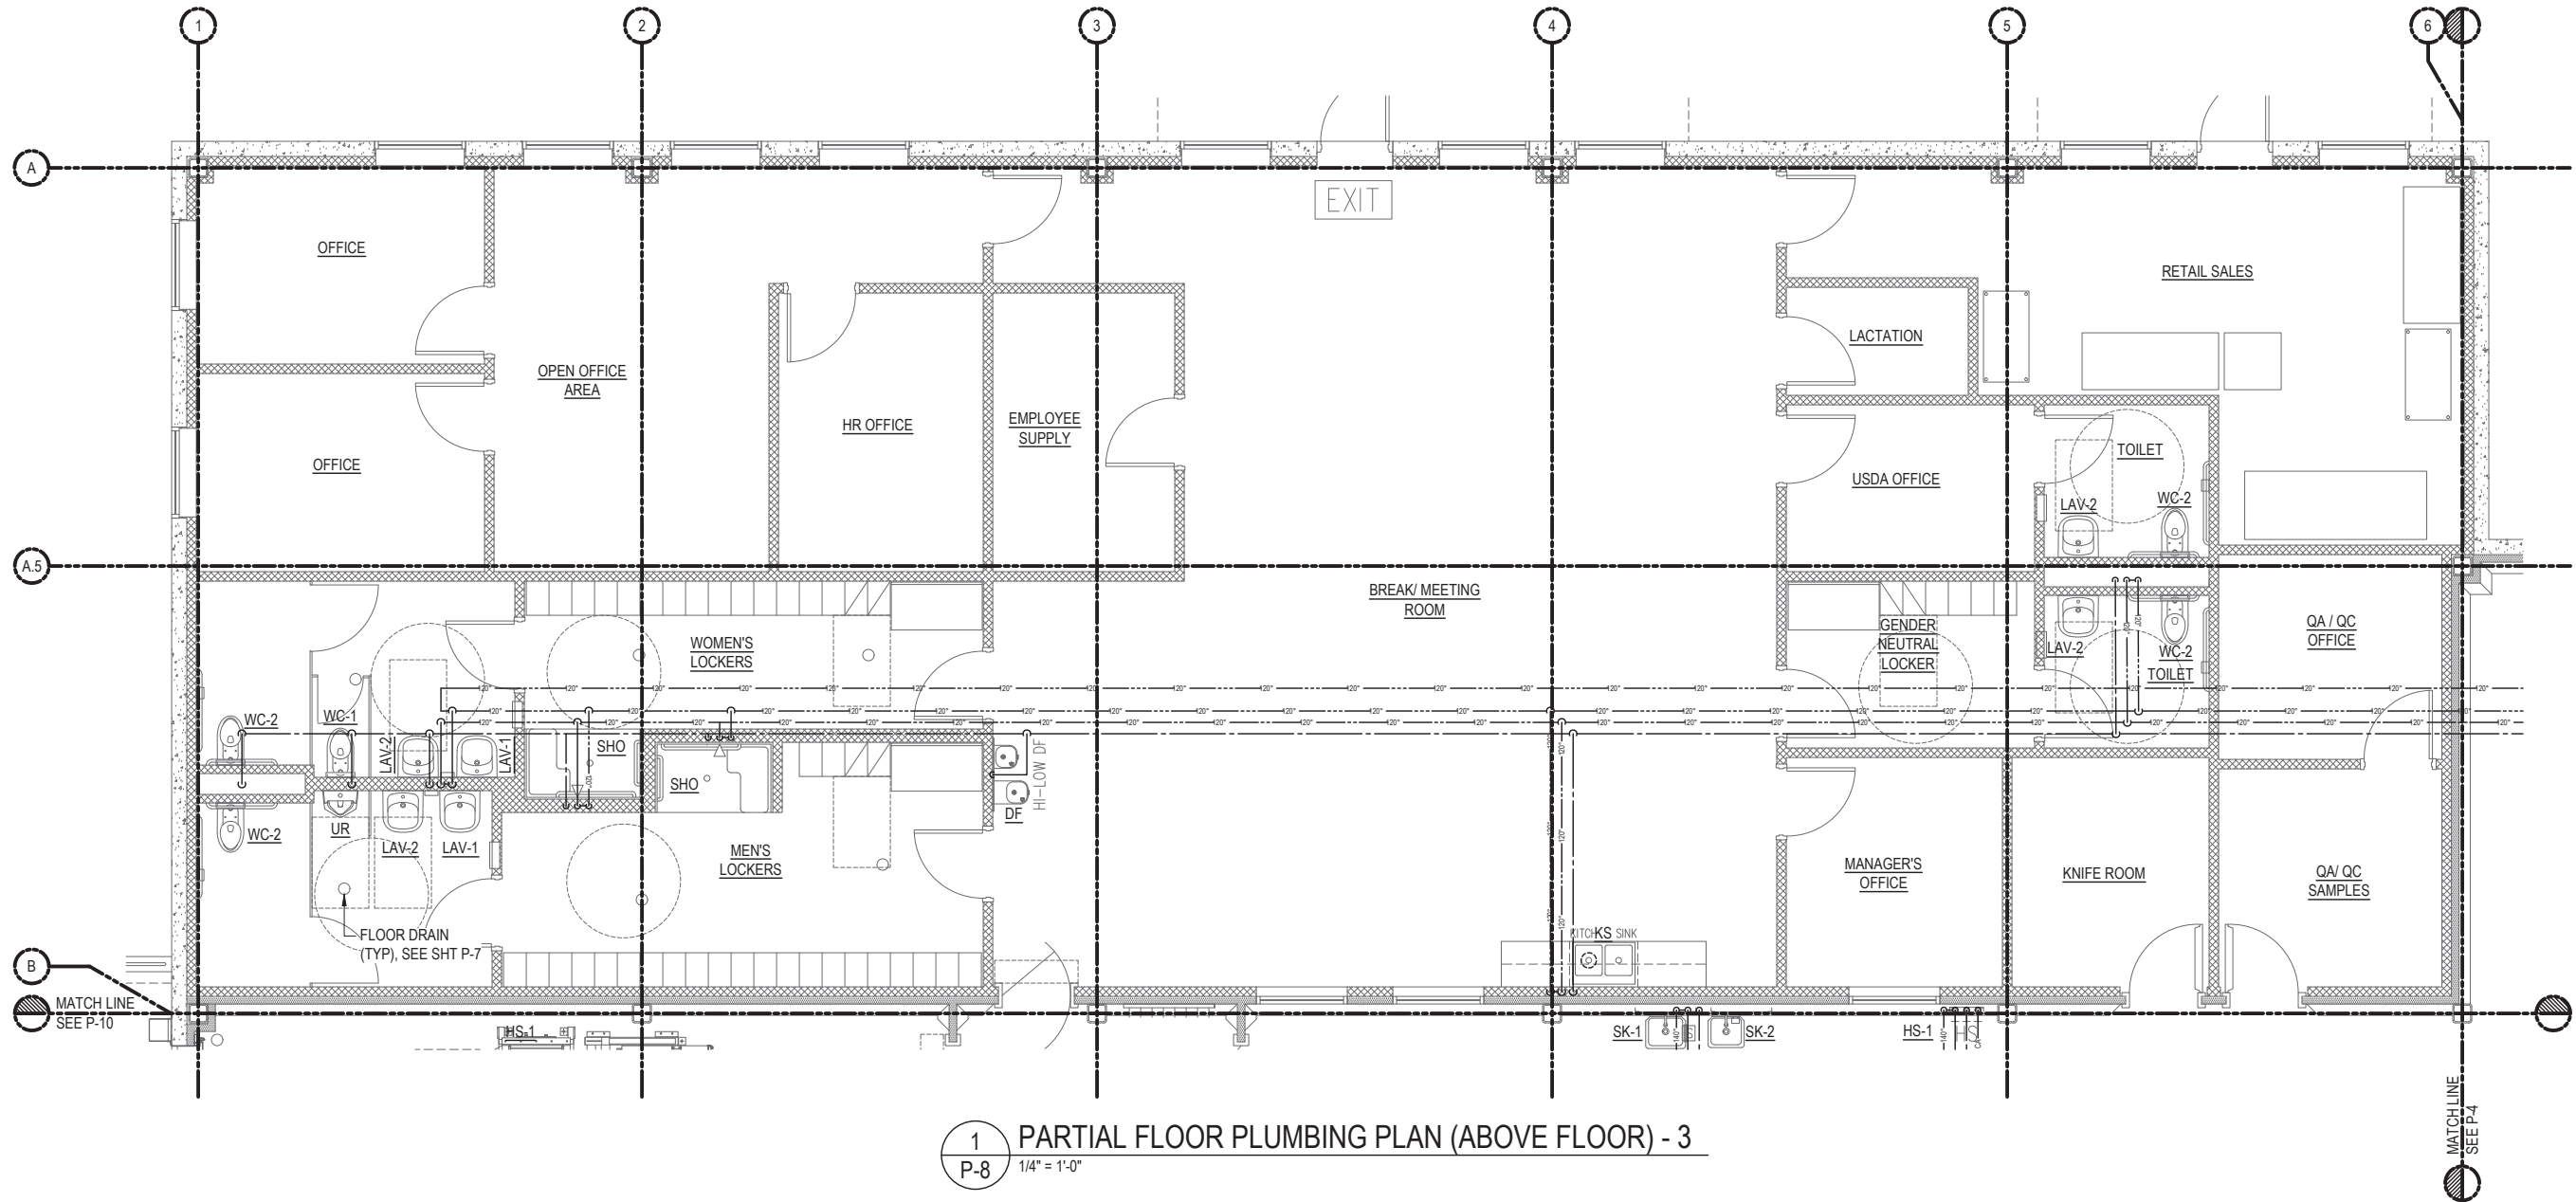 1
2
3
4
5
6
A
EXIT
OFFICE
RETAIL SALES
LACTATION
OPEN OFFICE
AREA
HR OFFICE
EMPLOYEE
SUPPLY
OFFICE
USDA OFFICE
TOILET
LAV-2
WC-2
A.5
BREAK/ MEETING
ROOM
WOMEN'S
LOCKERS
GENDER
NEUTRAL
LOCKER
LAV-2
WC-2
TOILET
QA / QC
OFFICE
120"
120"
WC-2
WC-1
LAV-2
LAV-1
SHO
SHO
120"
HI-LOW DF
DF
WC-2
UR
LAV-2
LAV-1
MEN'S
LOCKERS
MANAGER'S
OFFICE
KNIFE ROOM
QA/ QC
SAMPLES
FLOOR DRAIN
(TYP), SEE SHT P-7
KS
SINK
B
MATCH LINE
SEE P-10
HS-1
SK-1
140"
SK-2
HS-1
140"
MATCH LINE
SEE P-4
1
P-8
PARTIAL FLOOR PLUMBING PLAN (ABOVE FLOOR) - 3
1/4" = 1'-0"